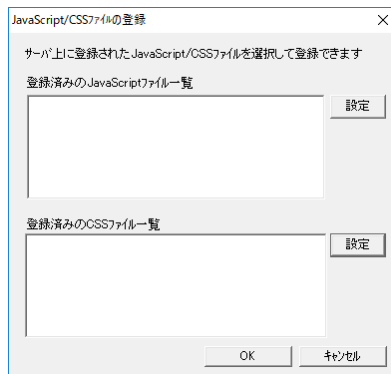 JavaScript/CSSﾌｧｲﾙの登録
サーバ上に登録されたJavaScript/CSSファイルを選択して登録できます
登録済みのJavaScriptファイル一覧
設定
登録済みのCSSファイル一覧
設定
OK
ｷｬﾝｾﾙ